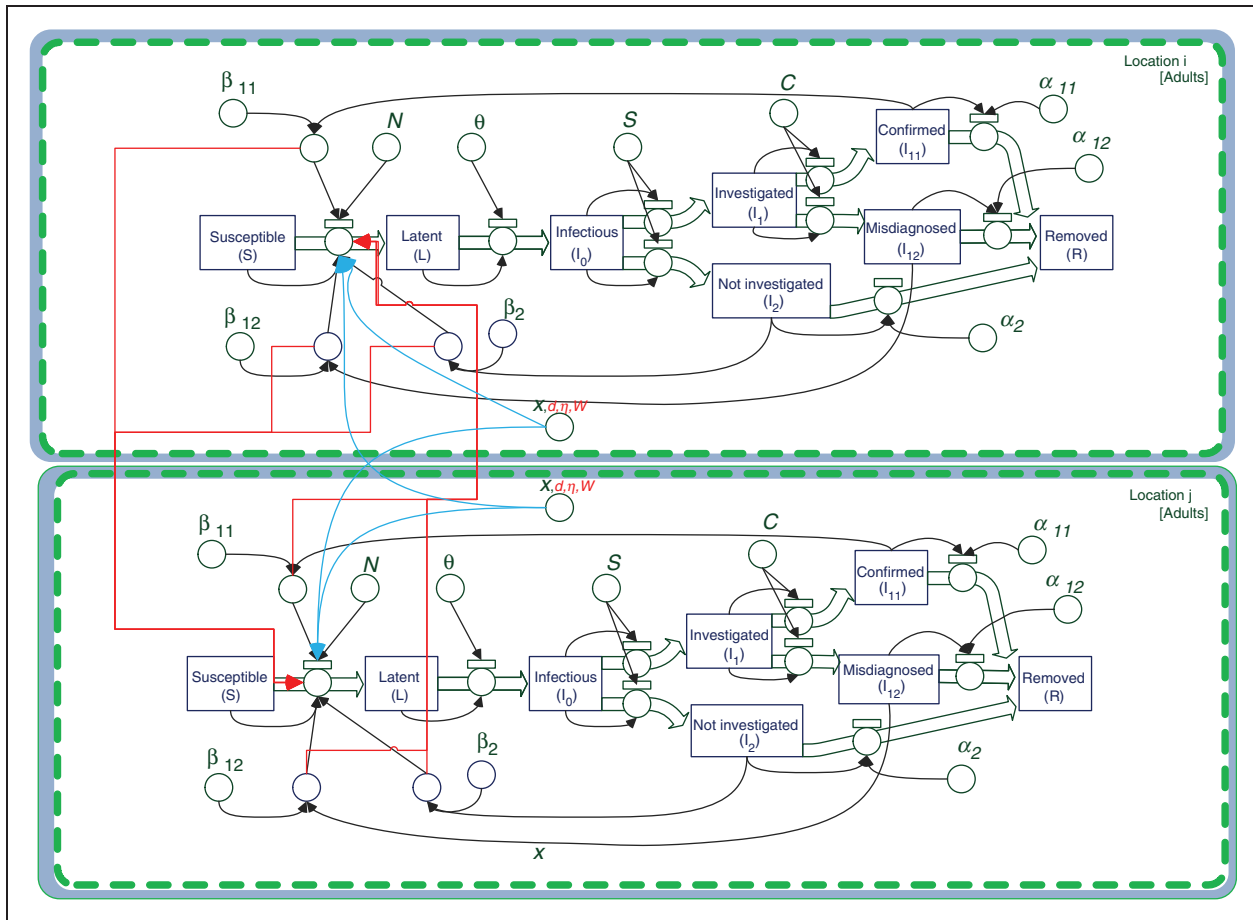 Location i
[Adults]
β 11
N
θ
S
C
α 11
α 12
Confirmed
(I11)
Investigated
(I1)
Susceptible
(S)
Latent
(L)
Infectious
(I0)
Misdiagnosed
(I12)
Removed
(R)
Not investigated
(I2)
β 12
β2
α2
x,d,η,W
x,d,η,W
Location j
[Adults]
β 11
N
θ
S
C
α 11
α 12
Confirmed
(I11)
Investigated
(I1)
Susceptible
(S)
Latent
(L)
Infectious
(I0)
Misdiagnosed
(I12)
Removed
(R)
Not investigated
(I2)
β 12
β2
α2
x